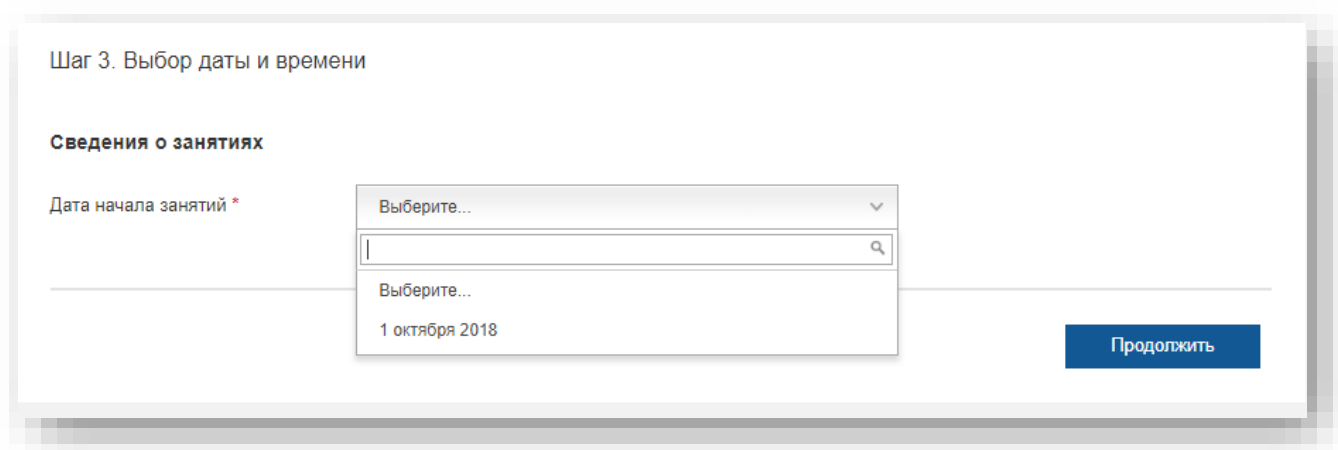 Шаг 3. Выбор даты и времени
Сведения о занятиях
Дата начала занятий *
Выберите...
Выберите...
1 октября 2018
Продолжить